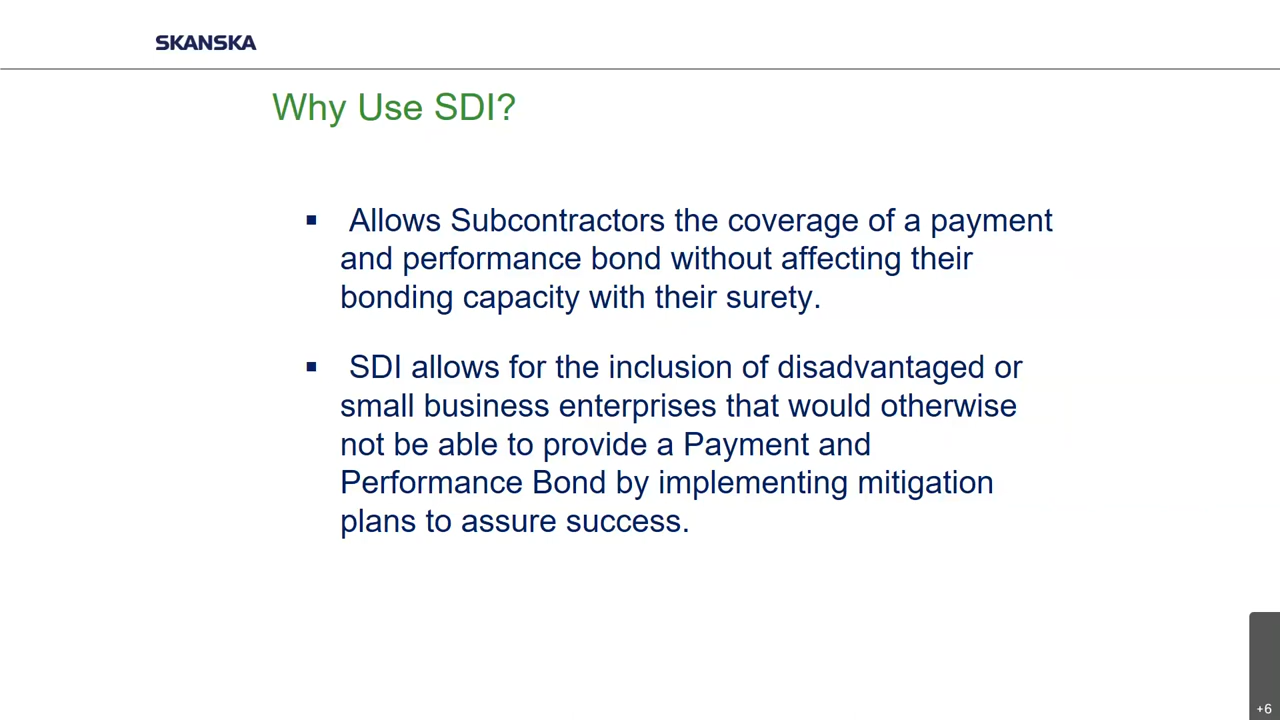 SKANSKA
Why Use SDI?
▪ Allows Subcontractors the coverage of a payment
and performance bond without affecting their
bonding capacity with their surety.
▪ SDI allows for the inclusion of disadvantaged or
small business enterprises that would otherwise
not be able to provide a Payment and
Performance Bond by implementing mitigation
plans to assure success.
+6